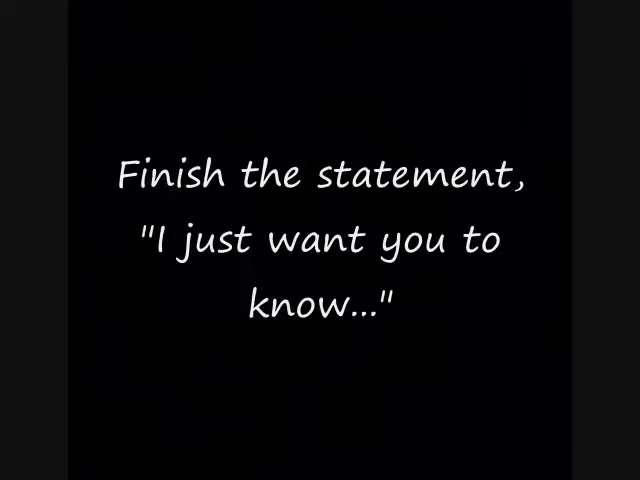 Finish the statement,
"I just want you to
know..."